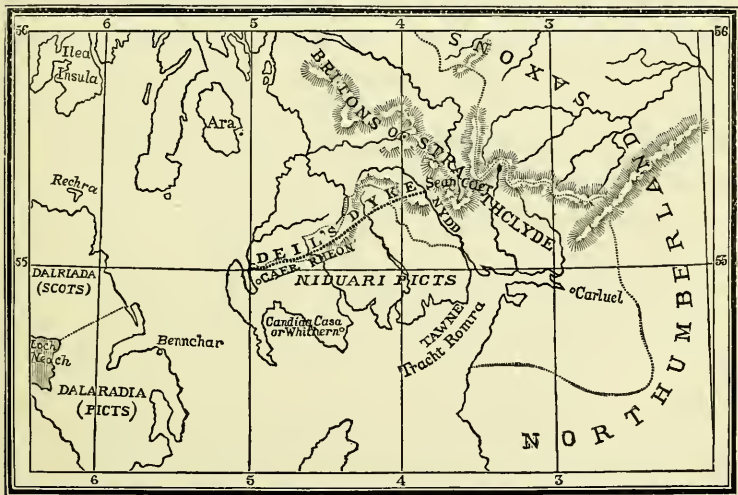 56 5 4 3 56
Ilea
Insula
BRITONS OF STRATHCLYDE
SAXONS
Ara
Rechra
Sean
NYDD
DEIL'S DYKE
55
CAER RHEON
55
DALRIADA
(SCOTS)
NIDUARI PICTS
Carluel
Candida Casa
or Whithern
TAWNE
Tracht Romra
Bennchar
Loch
Neach
DALARADIA
(PICTS)
NORTHUMBERLAND
6 5 4 3